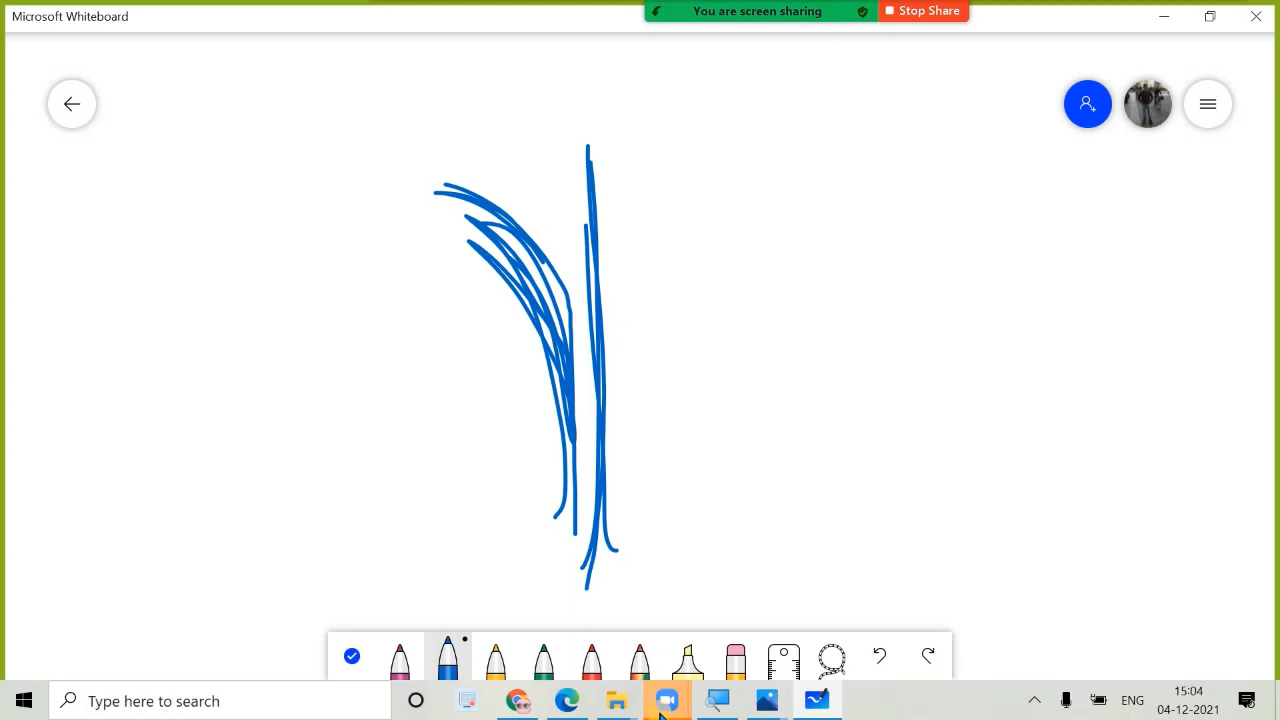 Microsoft Whiteboard
You are screen sharing
Stop Share
Type here to search
ENG
15:04
04-12-2021